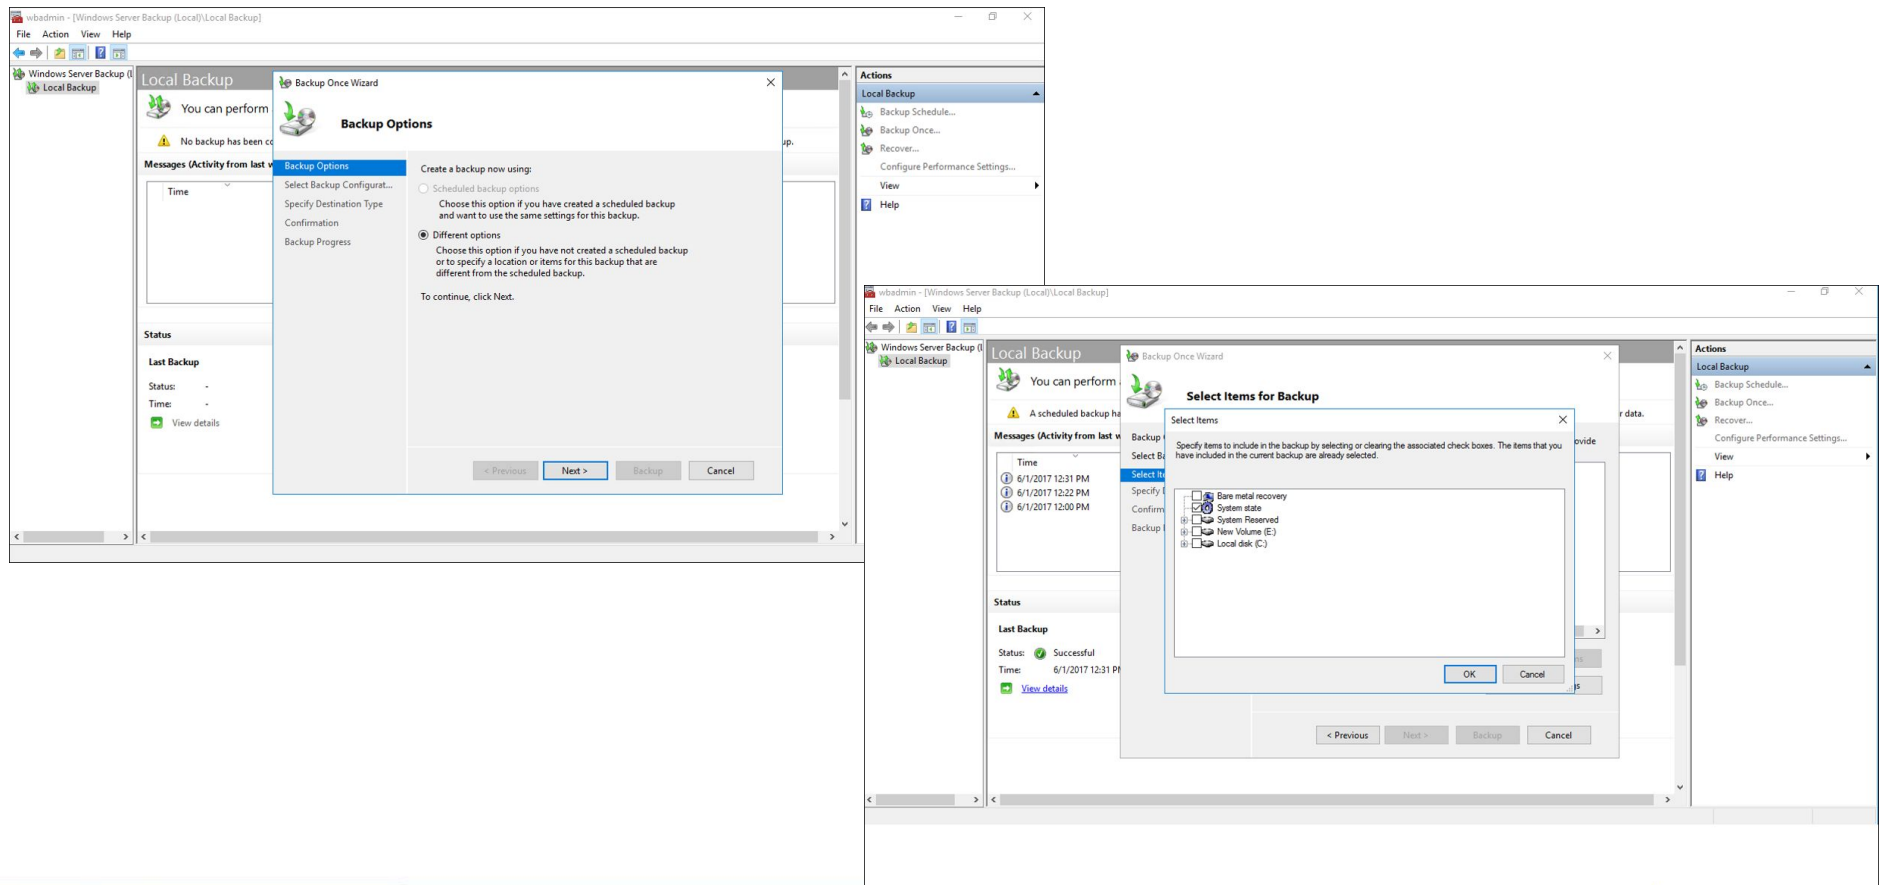 wbadmin - [Windows Server Backup (Local)\Local Backup]
File Action View Help
Windows Server Backup (L
Local Backup
Local Backup
You can perform
No backup has been co
up.
Messages (Activity from last w
Time
Status
Last Backup
Status: -
Time: -
View details
Backup Once Wizard
Backup Options
Backup Options
Select Backup Configurat...
Specify Destination Type
Confirmation
Backup Progress
Create a backup now using:
Scheduled backup options
Choose this option if you have created a scheduled backup
and want to use the same settings for this backup.
Different options
Choose this option if you have not created a scheduled backup
or to specify a location or items for this backup that are
different from the scheduled backup.
To continue, click Next.
< Previous
Next >
Backup
Cancel
Actions
Local Backup
Backup Schedule...
Backup Once...
Recover...
Configure Performance Settings...
View
Help
wbadmin - [Windows Server Backup (Local)\Local Backup]
File Action View Help
Windows Server Backup (L
Local Backup
Local Backup
You can perform
A scheduled backup ha
r data.
Messages (Activity from last w
Time
6/1/2017 12:31 PM
6/1/2017 12:22 PM
6/1/2017 12:00 PM
Status
Last Backup
Status: Successful
Time: 6/1/2017 12:31 PM
View details
Backup Once Wizard
Select Items for Backup
Backup
Select Ba
Select Ite
Specify
Confirm
Backup
ovide
Select Items
Specify items to include in the backup by selecting or clearing the associated check boxes. The items that you
have included in the current backup are already selected.
Bare metal recovery
System state
System Reserved
New Volume (E:)
Local disk (C:)
OK
Cancel
< Previous
Next >
Backup
Cancel
Actions
Local Backup
Backup Schedule...
Backup Once...
Recover...
Configure Performance Settings...
View
Help